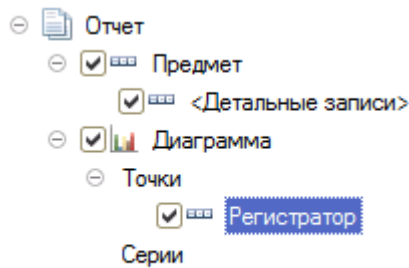 Отчет
Предмет
<Детальные записи>
Диаграмма
Точки
Регистратор
Серии